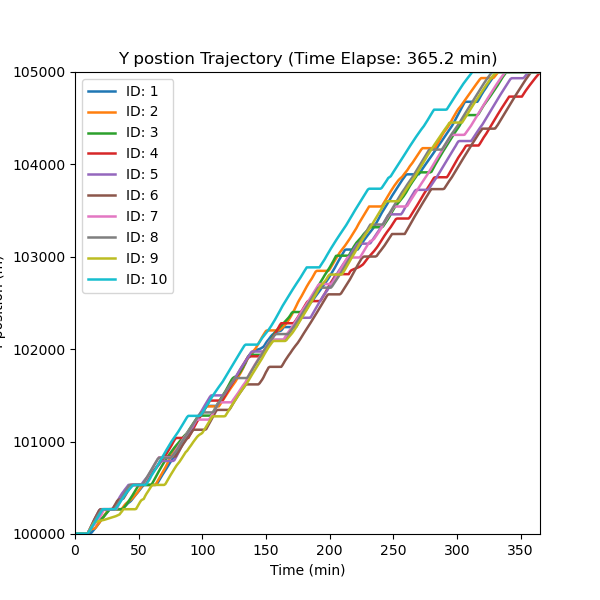 Y postion Trajectory (Time Elapse: 365.2 min)
105000
104000
103000
102000
101000
100000
ID: 1
ID: 2
ID: 3
ID: 4
ID: 5
ID: 6
ID: 7
ID: 8
ID: 9
ID: 10
0 50 100 150 200 250 300 350
Time (min)